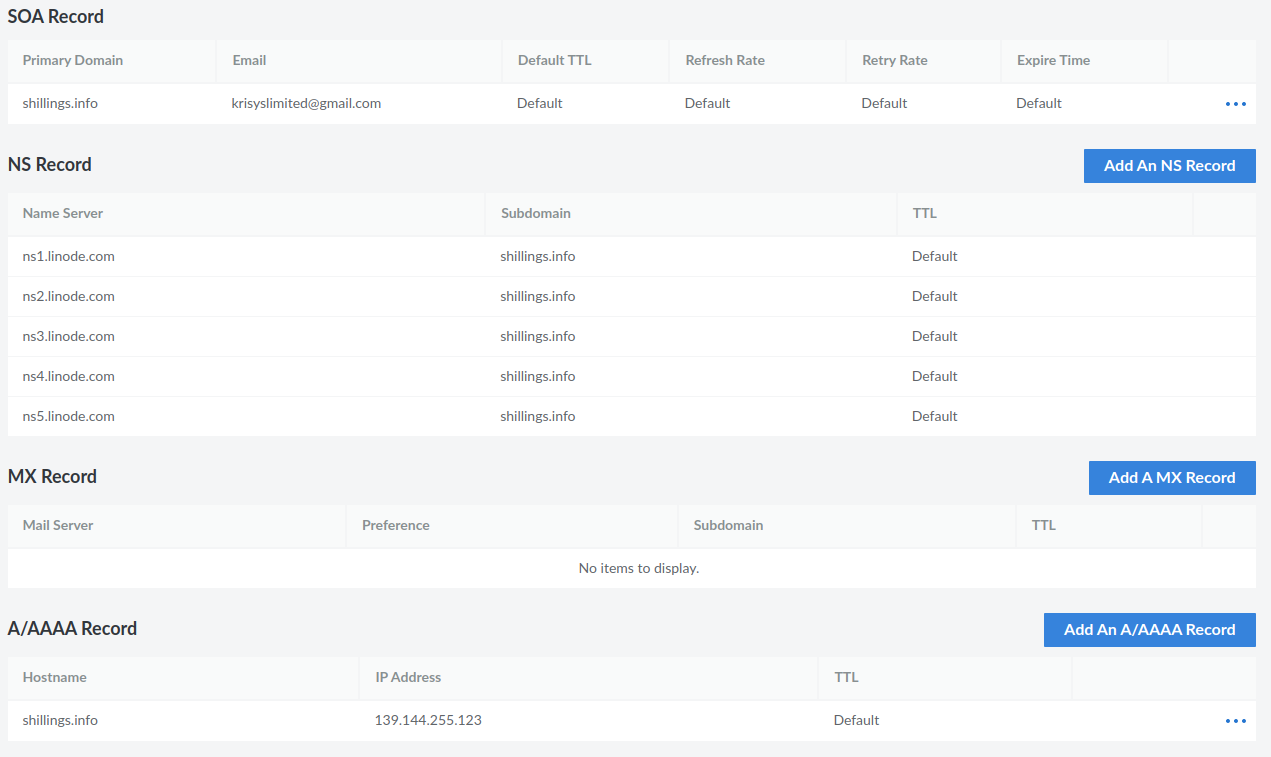 SOA Record
Primary Domain Email Default TTL Refresh Rate Retry Rate Expire Time
shillings.info krisyslimited@gmail.com Default Default Default Default
NS Record Add An NS Record
Name Server Subdomain TTL
ns1.linode.com shillings.info Default
ns2.linode.com shillings.info Default
ns3.linode.com shillings.info Default
ns4.linode.com shillings.info Default
ns5.linode.com shillings.info Default
MX Record Add A MX Record
Mail Server Preference Subdomain TTL
No items to display.
A/AAAA Record Add An A/AAAA Record
Hostname IP Address TTL
shillings.info 139.144.255.123 Default